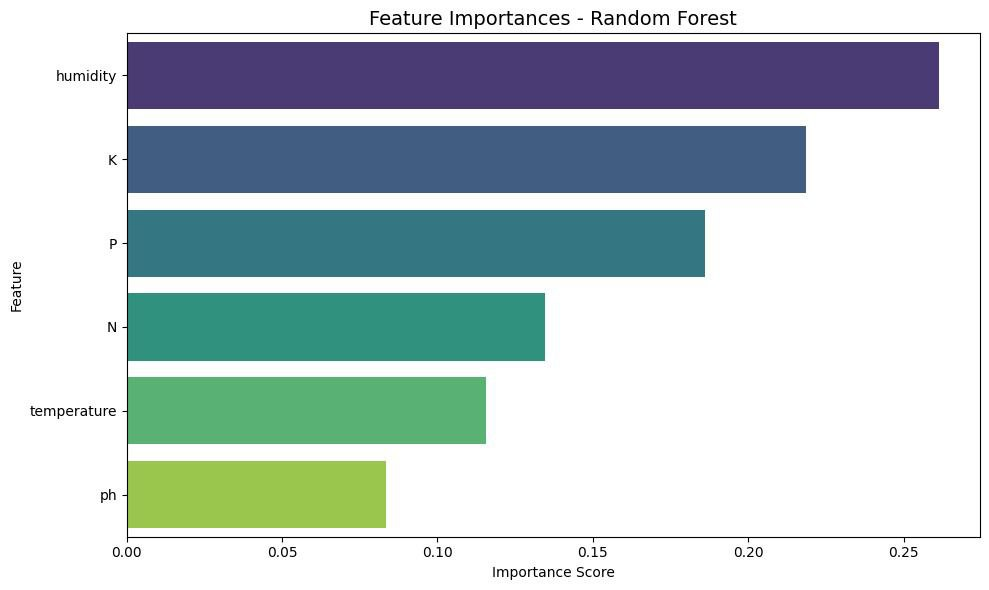 Feature Importances - Random Forest
humidity
K
P
N
temperature
ph
Feature
0.00 0.05 0.10 0.15 0.20 0.25
Importance Score